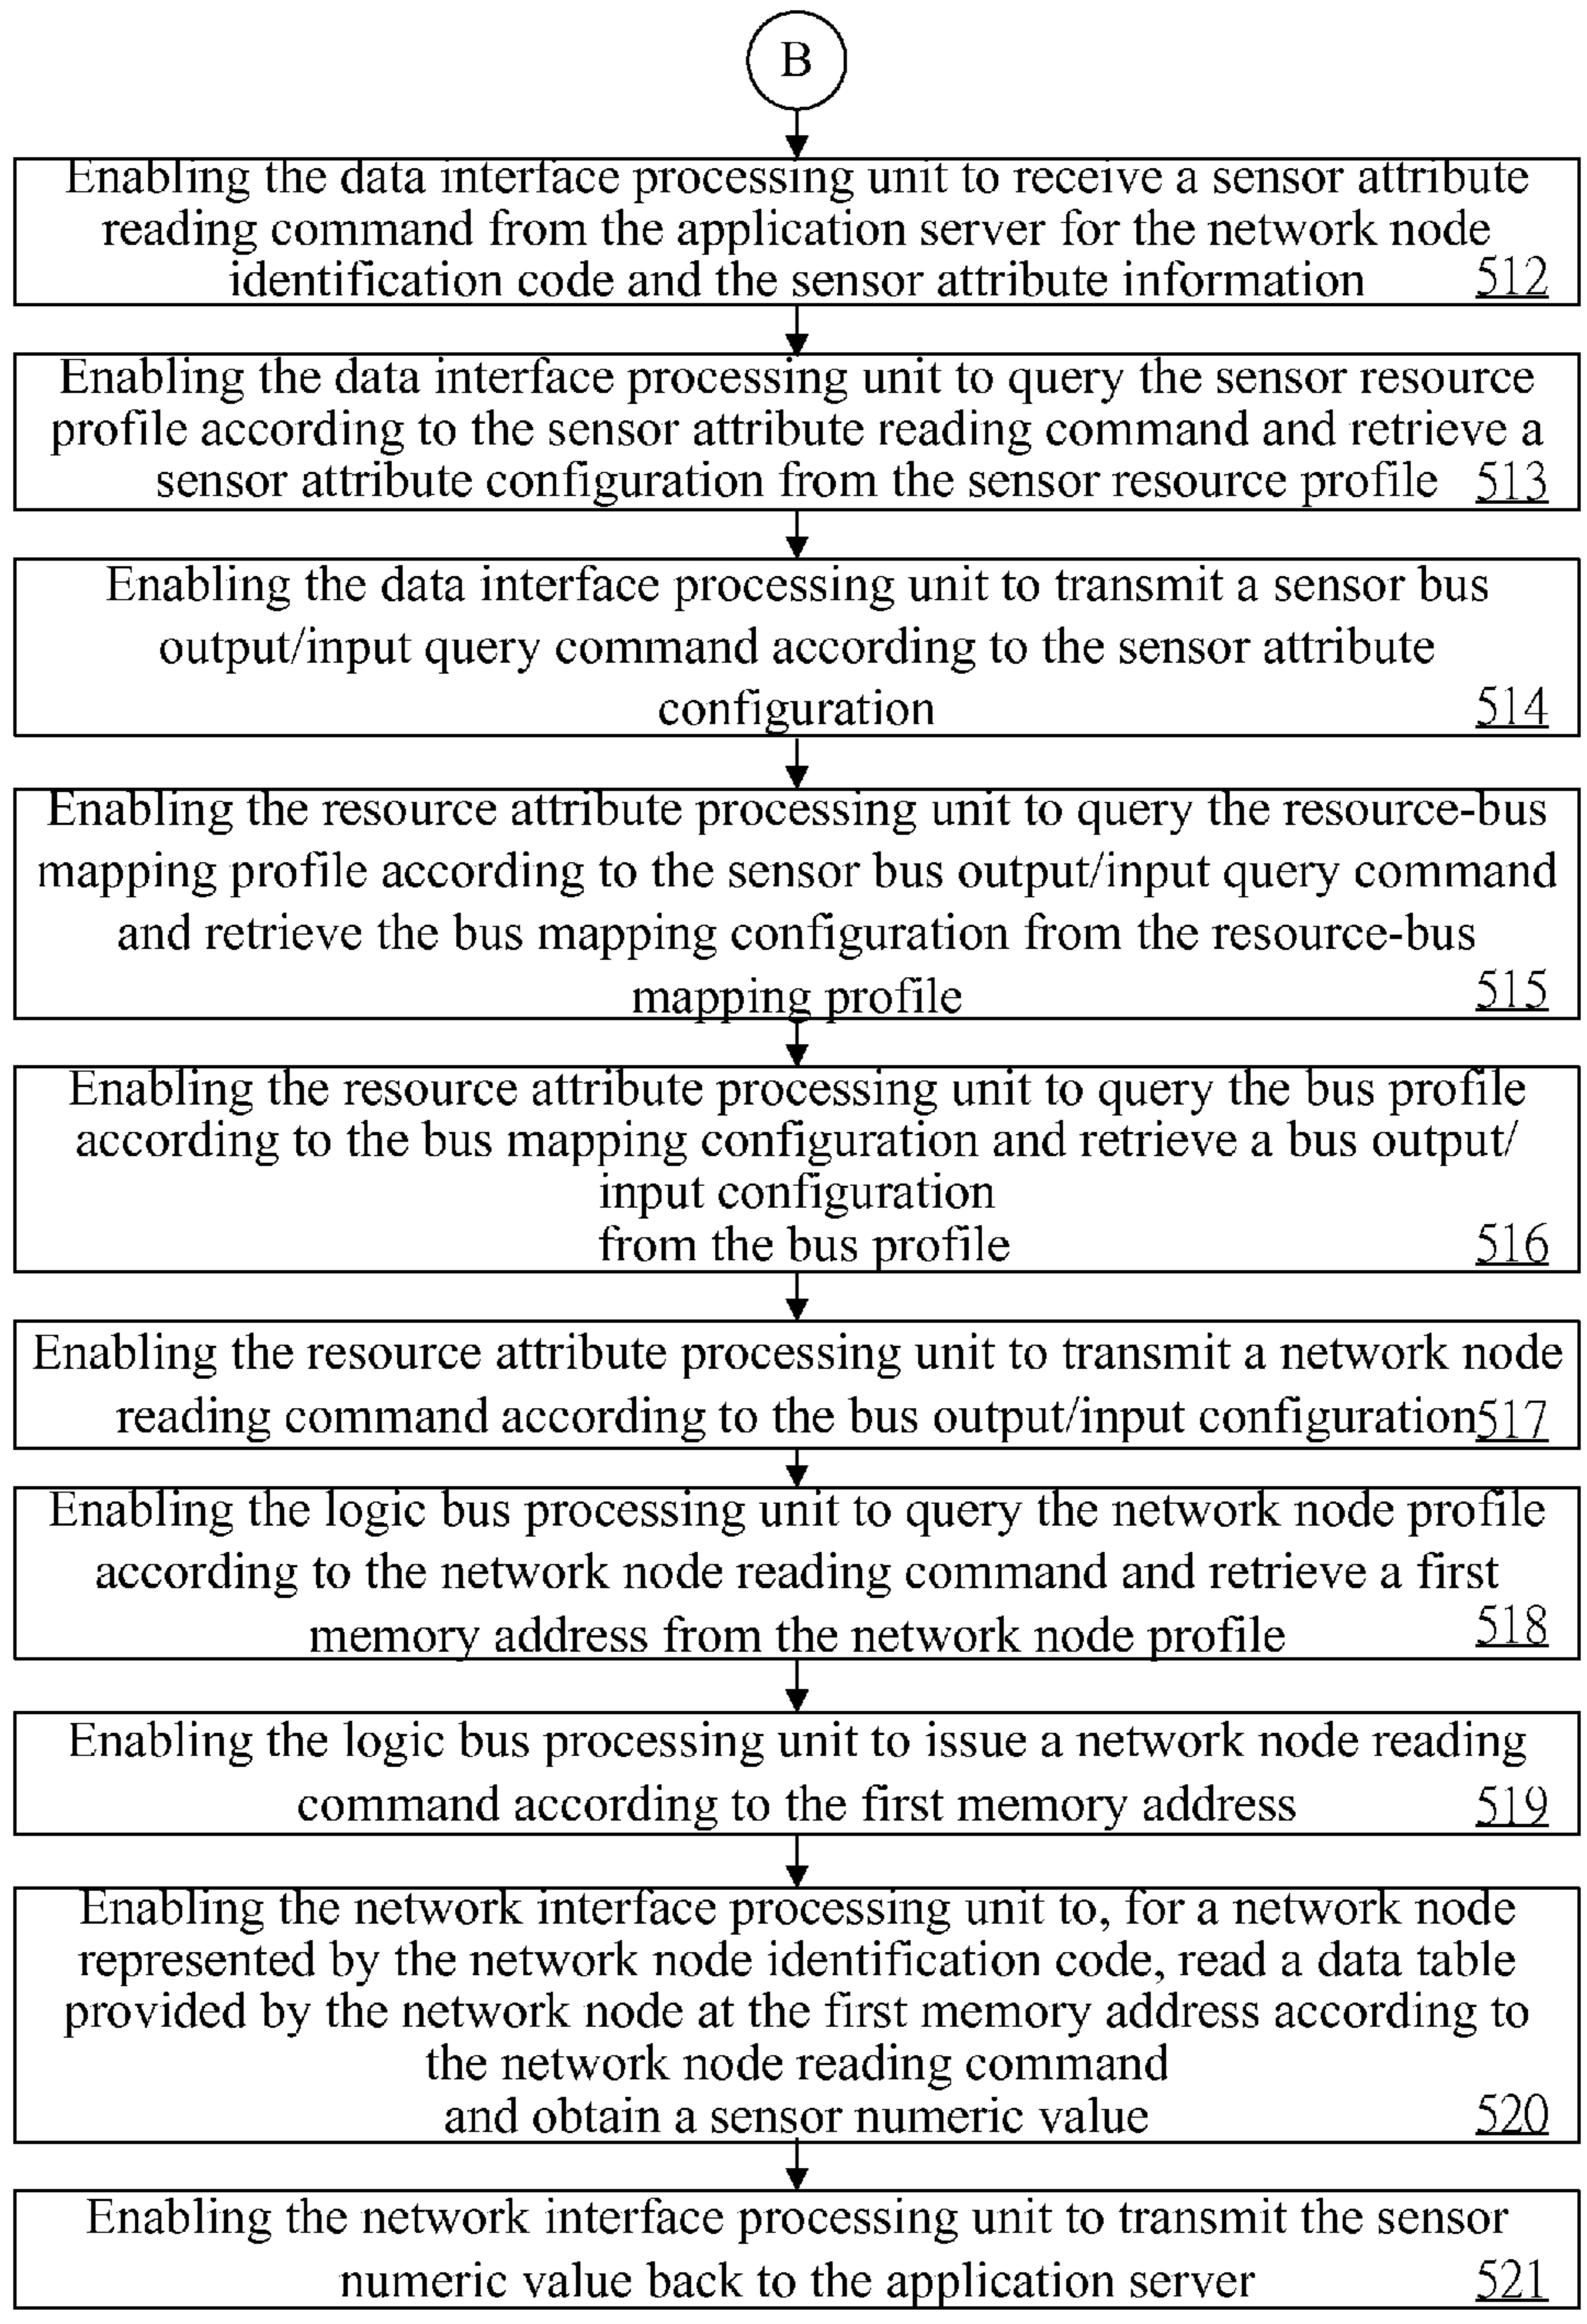 B
Enabling the data interface processing unit to receive a sensor attribute
reading command from the application server for the network node
identification code and the sensor attribute information 512
Enabling the data interface processing unit to query the sensor resource
profile according to the sensor attribute reading command and retrieve a
sensor attribute configuration from the sensor resource profile 513
Enabling the data interface processing unit to transmit a sensor bus
output/input query command according to the sensor attribute
configuration 514
Enabling the resource attribute processing unit to query the resource-bus
mapping profile according to the sensor bus output/input query command
and retrieve the bus mapping configuration from the resource-bus
mapping profile 515
Enabling the resource attribute processing unit to query the bus profile
according to the bus mapping configuration and retrieve a bus output/
input configuration
from the bus profile 516
Enabling the resource attribute processing unit to transmit a network node
reading command according to the bus output/input configuration 517
Enabling the logic bus processing unit to query the network node profile
according to the network node reading command and retrieve a first
memory address from the network node profile 518
Enabling the logic bus processing unit to issue a network node reading
command according to the first memory address 519
Enabling the network interface processing unit to, for a network node
represented by the network node identification code, read a data table
provided by the network node at the first memory address according to
the network node reading command
and obtain a sensor numeric value 520
Enabling the network interface processing unit to transmit the sensor
numeric value back to the application server 521